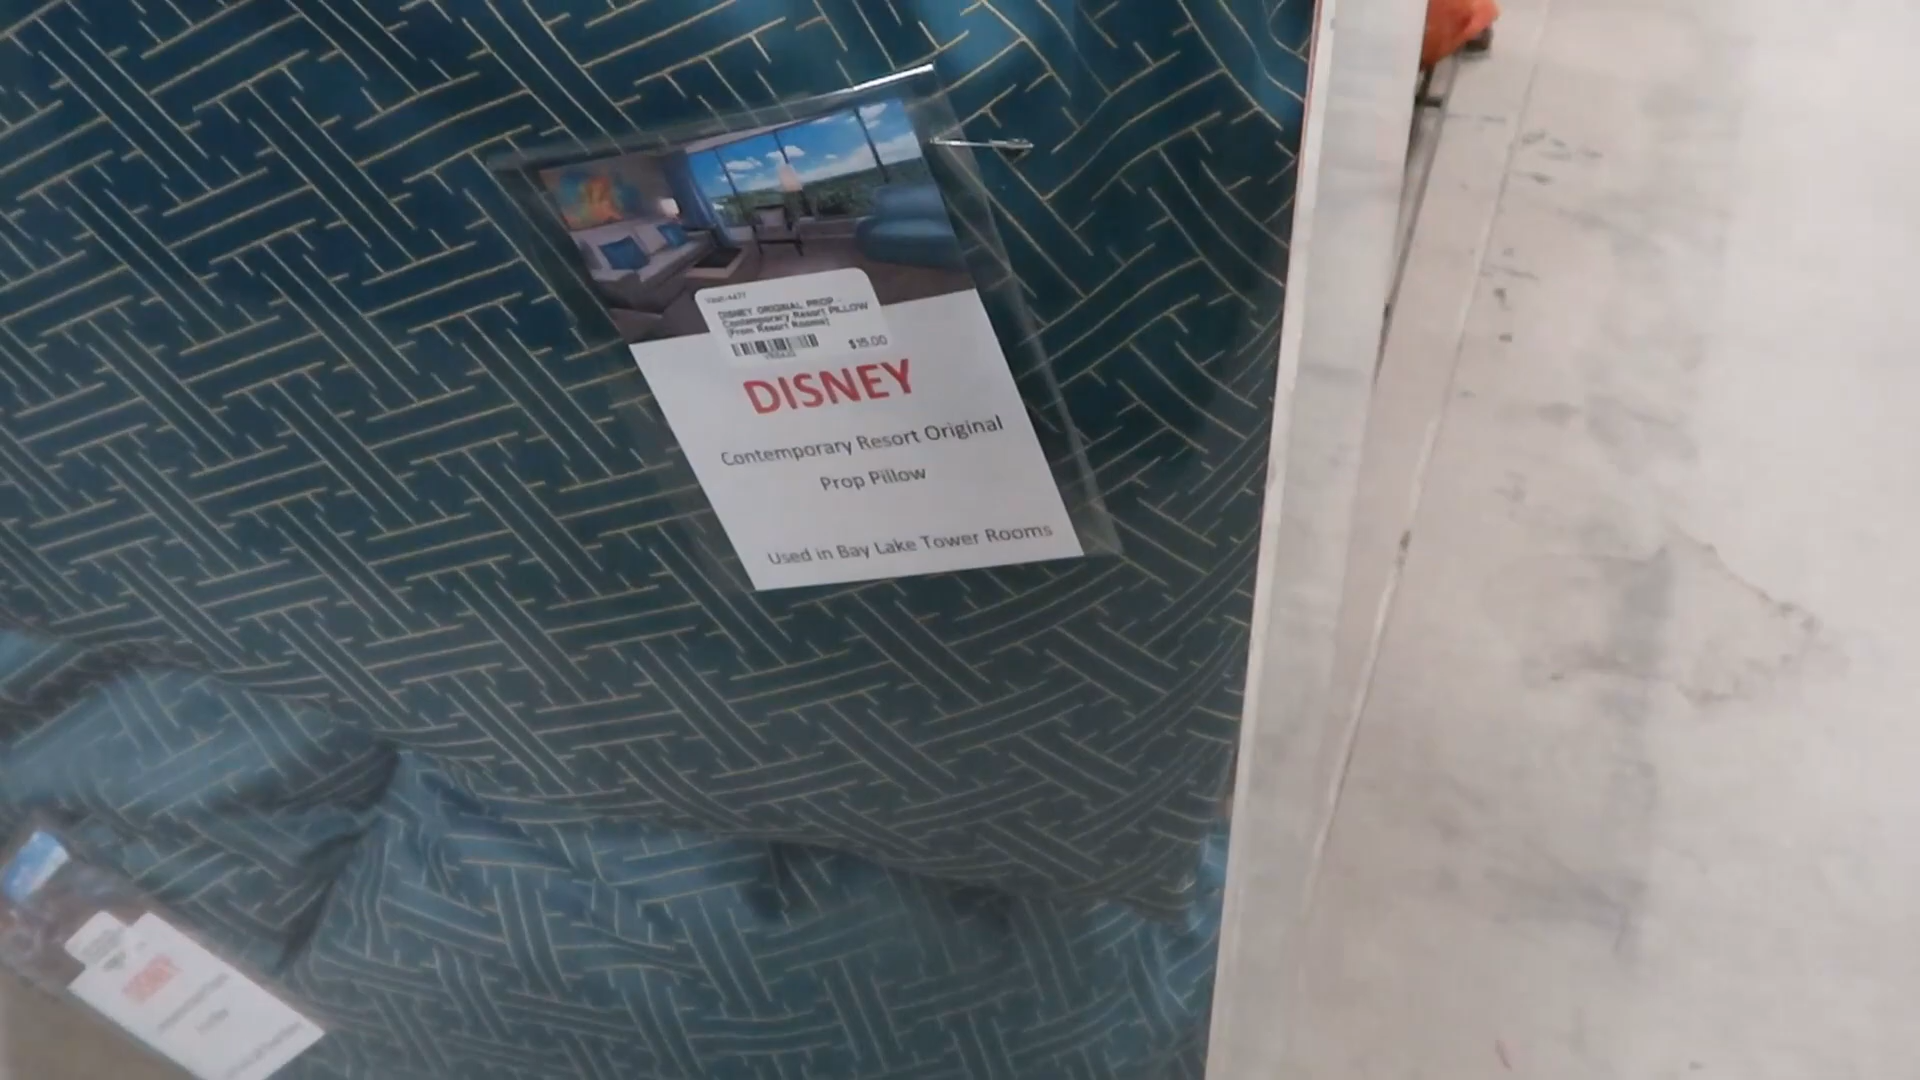 DISNEY ORIGINAL PROP -
Contemporary Resort PILLOW
[From Resort Rooms]
$15.00
DISNEY
Contemporary Resort Original
Prop Pillow
Used in Bay Lake Tower Rooms
DISNEY